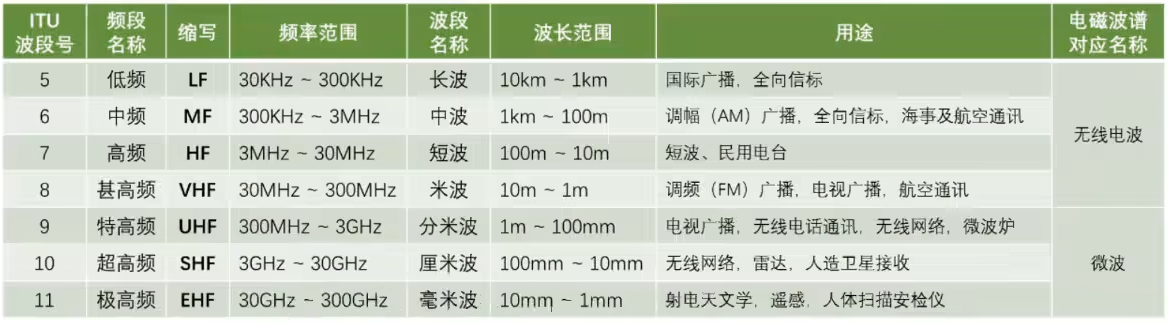 ITU
波段号 频段
名称 缩写 频率范围 波段
名称 波长范围 用途 电磁波谱
对应名称
5 低频 LF 30KHz ~ 300KHz 长波 10km ~ 1km 国际广播，全向信标
6 中频 MF 300KHz ~ 3MHz 中波 1km ~ 100m 调幅（AM）广播，全向信标，海事及航空通讯
7 高频 HF 3MHz ~ 30MHz 短波 100m ~ 10m 短波、民用电台
8 甚高频 VHF 30MHz ~ 300MHz 米波 10m ~ 1m 调频（FM）广播，电视广播，航空通讯
无线电波
9 特高频 UHF 300MHz ~ 3GHz 分米波 1m ~ 100mm 电视广播，无线电话通讯，无线网络，微波炉
10 超高频 SHF 3GHz ~ 30GHz 厘米波 100mm ~ 10mm 无线网络，雷达，人造卫星接收
11 极高频 EHF 30GHz ~ 300GHz 毫米波 10mm ~ 1mm 射电天文学，遥感，人体扫描安检仪
微波